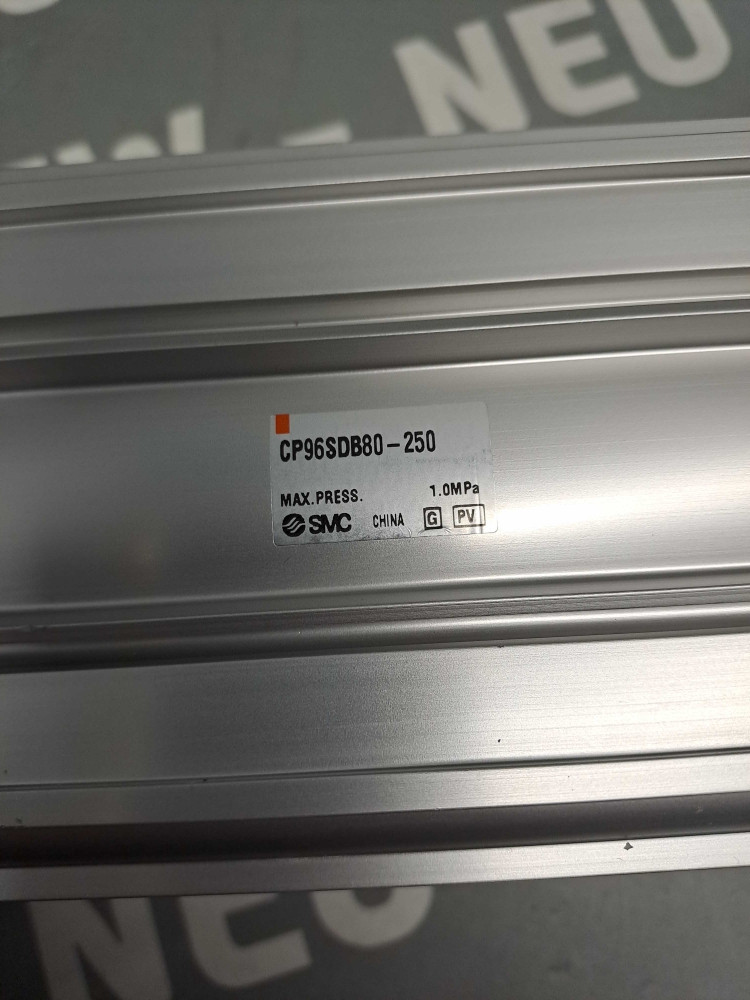 NEU
CP96SDB80-250
MAX.PRESS. 1.0MPa
SMC CHINA G PV
NEU